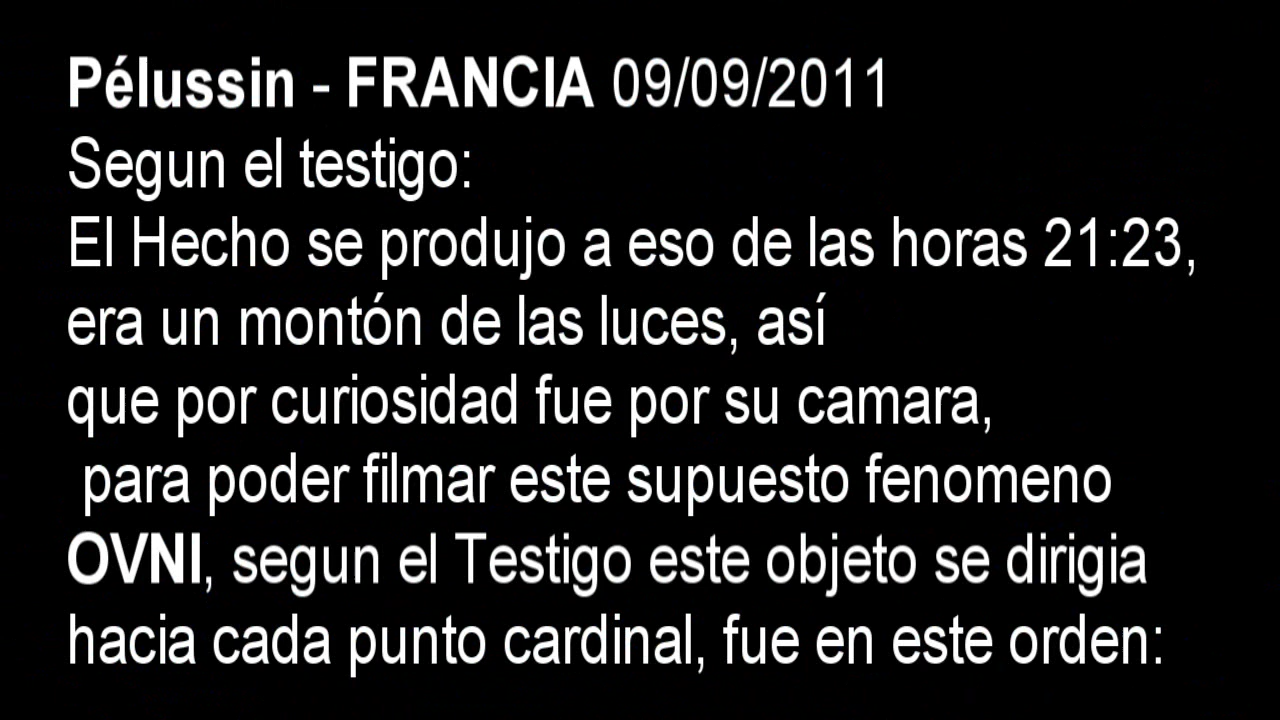 Pélussin - FRANCIA 09/09/2011
Segun el testigo:
El Hecho se produjo a eso de las horas 21:23,
era un montón de las luces, así
que por curiosidad fue por su camara,
para poder filmar este supuesto fenomeno
OVNI, segun el Testigo este objeto se dirigia
hacia cada punto cardinal, fue en este orden: